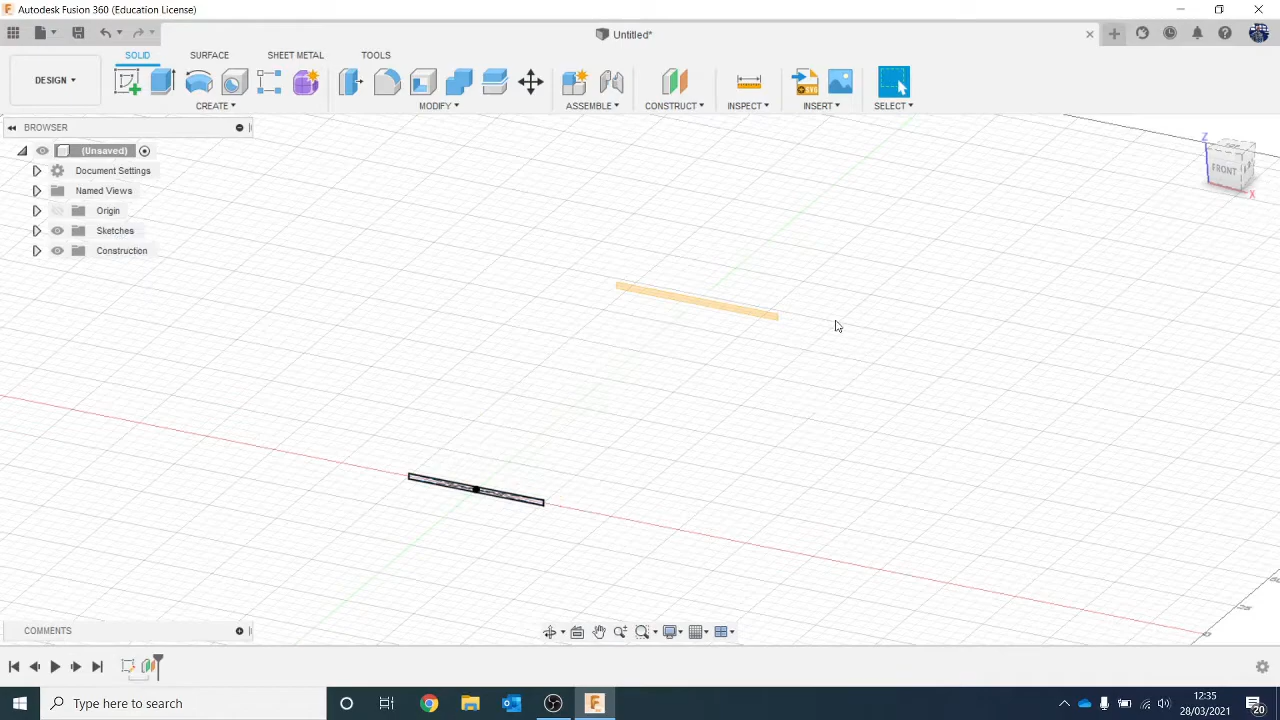 Autodesk Fusion 360 (Education License)
Untitled*
SOLID SURFACE SHEET METAL TOOLS
DESIGN
CREATE MODIFY ASSEMBLE CONSTRUCT INSPECT INSERT SELECT
SVG
BROWSER
(Unsaved)
Document Settings
Named Views
Origin
Sketches
Construction
Z
FRONT
X
COMMENTS
Type here to search
12:35
28/03/2021
20